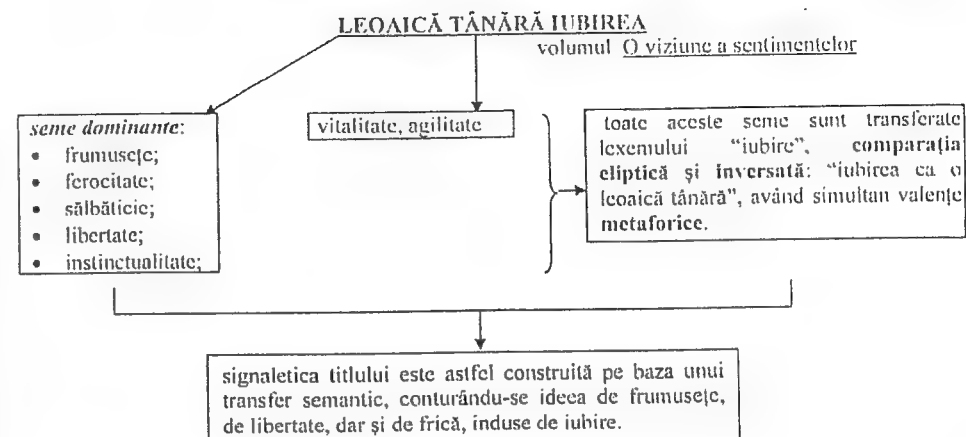 LEOAICĂ TÂNĂRĂ IUBIREA
volumul O viziune a sentimentelor
seme dominante:
• frumusețe;
• ferocitate;
• sălbăticie;
• libertate;
• instinctualitate;
vitalitate, agilitate
toate aceste seme sunt transferate
lexemului “iubire”, comparația
eliptică și inversată: “iubirea ca o
leoaică tânără”, având simultan valențe
metaforice.
signaletica titlului este astfel construită pe baza unui
transfer semantic, conturându-se ideea de frumusețe,
de libertate, dar și de frică, induse de iubire.